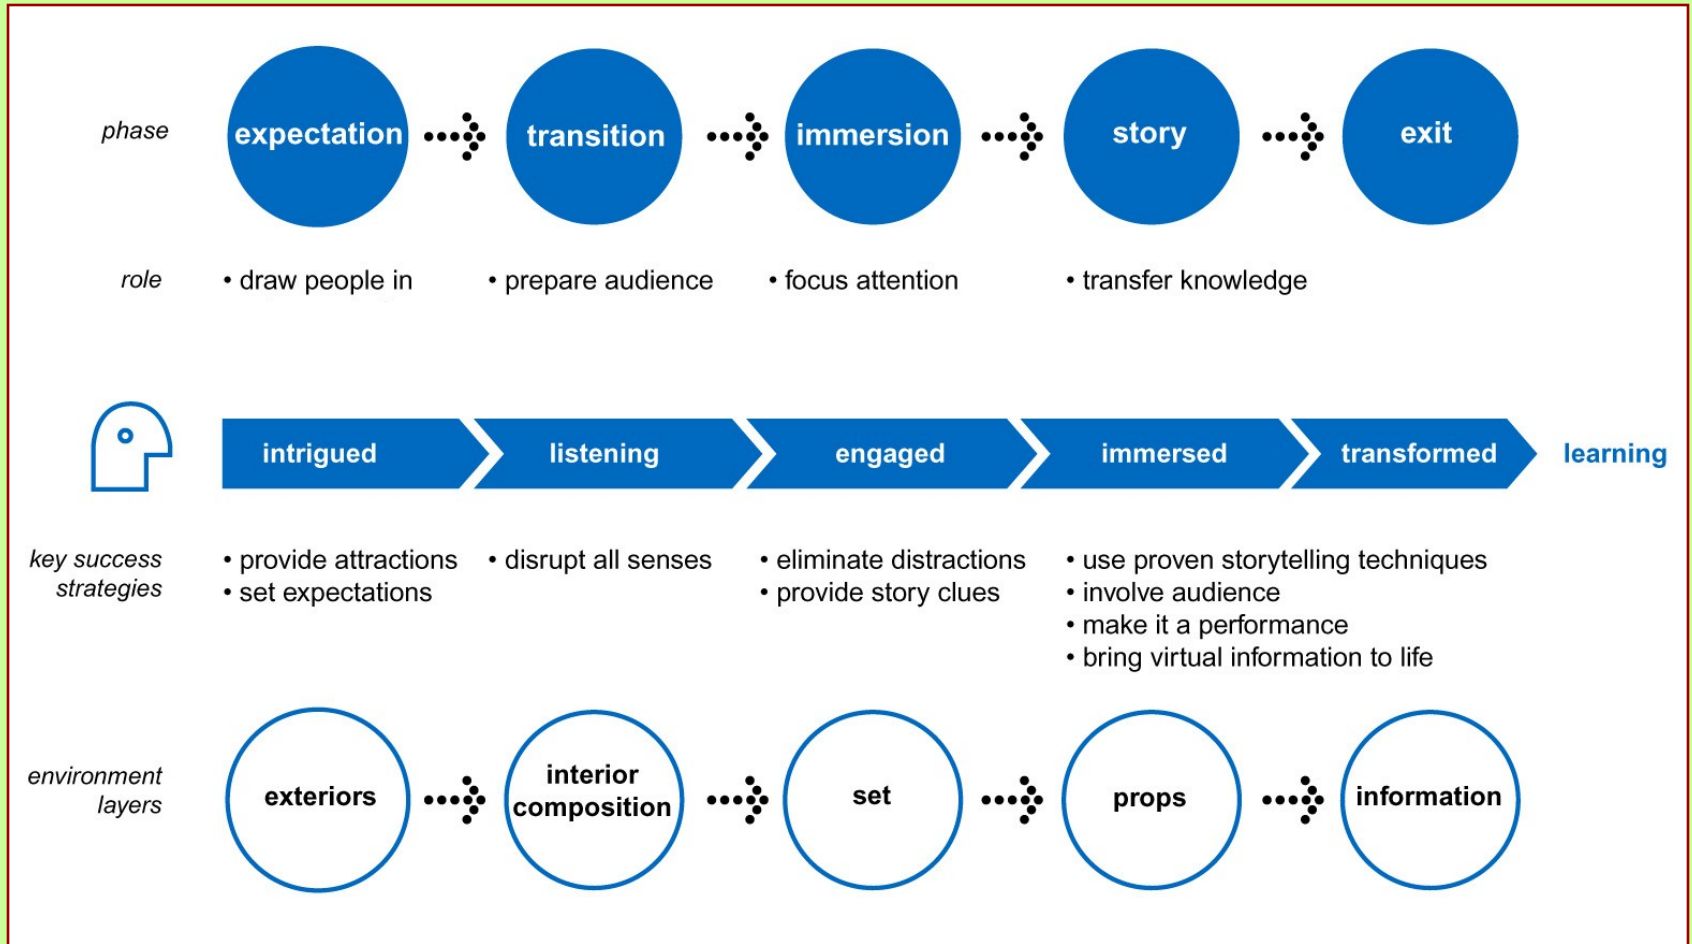 phase
expectation
transition
immersion
story
exit
role
• draw people in
• prepare audience
• focus attention
• transfer knowledge
intrigued
listening
engaged
immersed
transformed
learning
key success
strategies
• provide attractions
• set expectations
• disrupt all senses
• eliminate distractions
• provide story clues
• use proven storytelling techniques
• involve audience
• make it a performance
• bring virtual information to life
environment
layers
exteriors
interior
composition
set
props
information